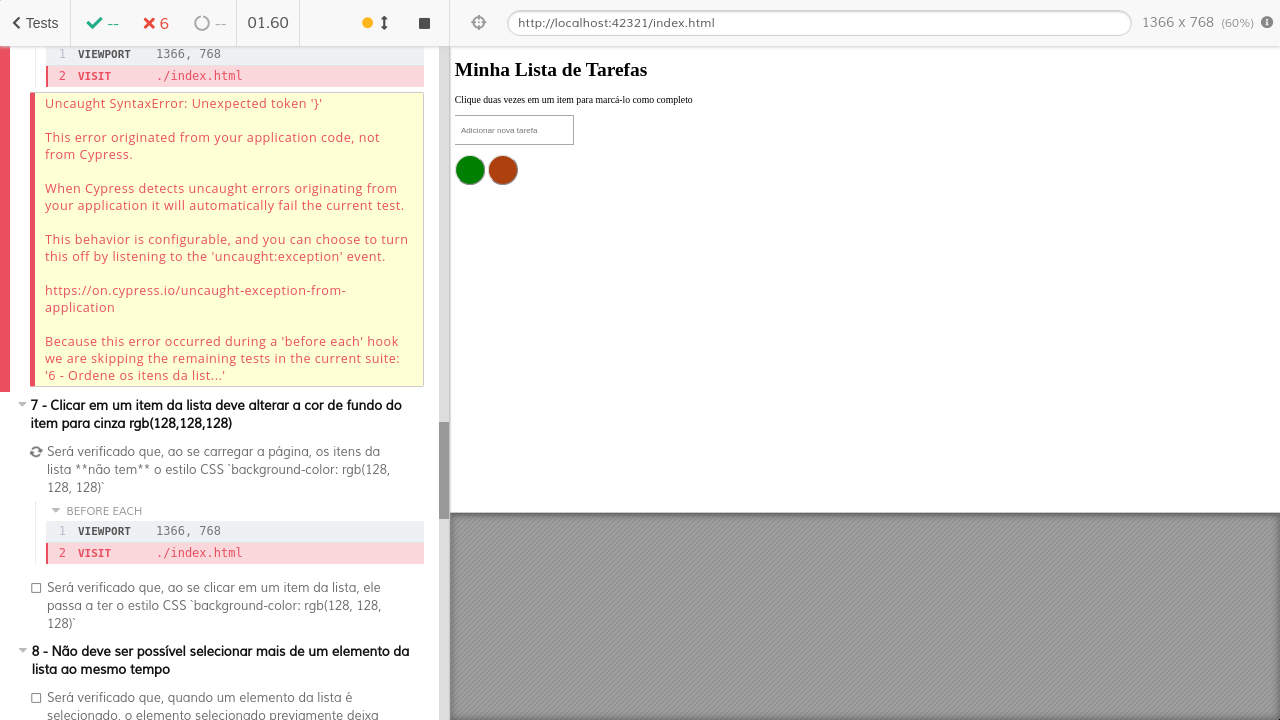 Tests
--
6
--
01.60
http://localhost:42321/index.html
1366 x 768 (60%)
1 VIEWPORT 1366, 768
2 VISIT ./index.html
Uncaught SyntaxError: Unexpected token '}'
This error originated from your application code, not
from Cypress.
When Cypress detects uncaught errors originating from
your application it will automatically fail the current test.
This behavior is configurable, and you can choose to turn
this off by listening to the 'uncaught:exception' event.
https://on.cypress.io/uncaught-exception-from-
application
Because this error occurred during a 'before each' hook
we are skipping the remaining tests in the current suite:
'6 - Ordene os itens da list...'
7 - Clicar em um item da lista deve alterar a cor de fundo do
item para cinza rgb(128,128,128)
Será verificado que, ao se carregar a página, os itens da
lista **não tem** o estilo CSS `background-color: rgb(128,
128, 128)`
BEFORE EACH
1 VIEWPORT 1366, 768
2 VISIT ./index.html
Será verificado que, ao se clicar em um item da lista, ele
passa a ter o estilo CSS `background-color: rgb(128, 128,
128)`
8 - Não deve ser possível selecionar mais de um elemento da
lista ao mesmo tempo
Será verificado que, quando um elemento da lista é
selecionado, o elemento selecionado previamente deixa
Minha Lista de Tarefas
Clique duas vezes em um item para marcá-lo como completo
Adicionar nova tarefa